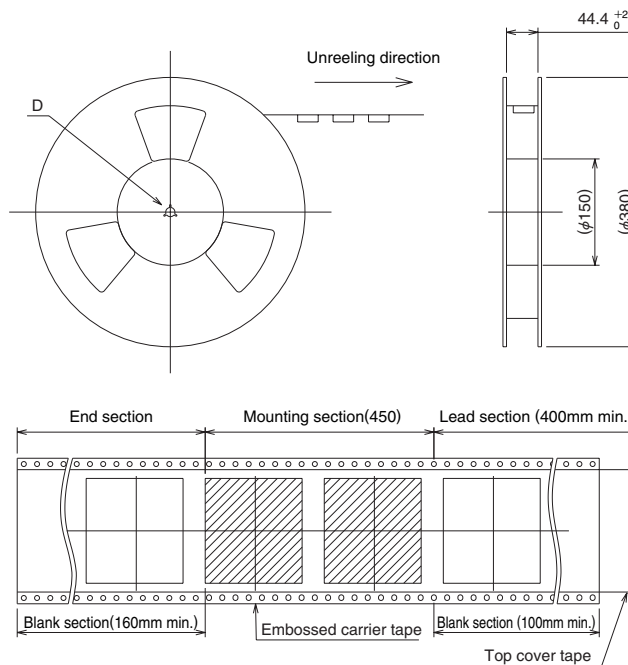 44.4 +2 0
Unreeling direction
D
(φ150)
(φ380)
End section
Mounting section(450)
Lead section (400mm min.
Blank section(160mm min.)
Embossed carrier tape
Blank section (100mm min.)
Top cover tape